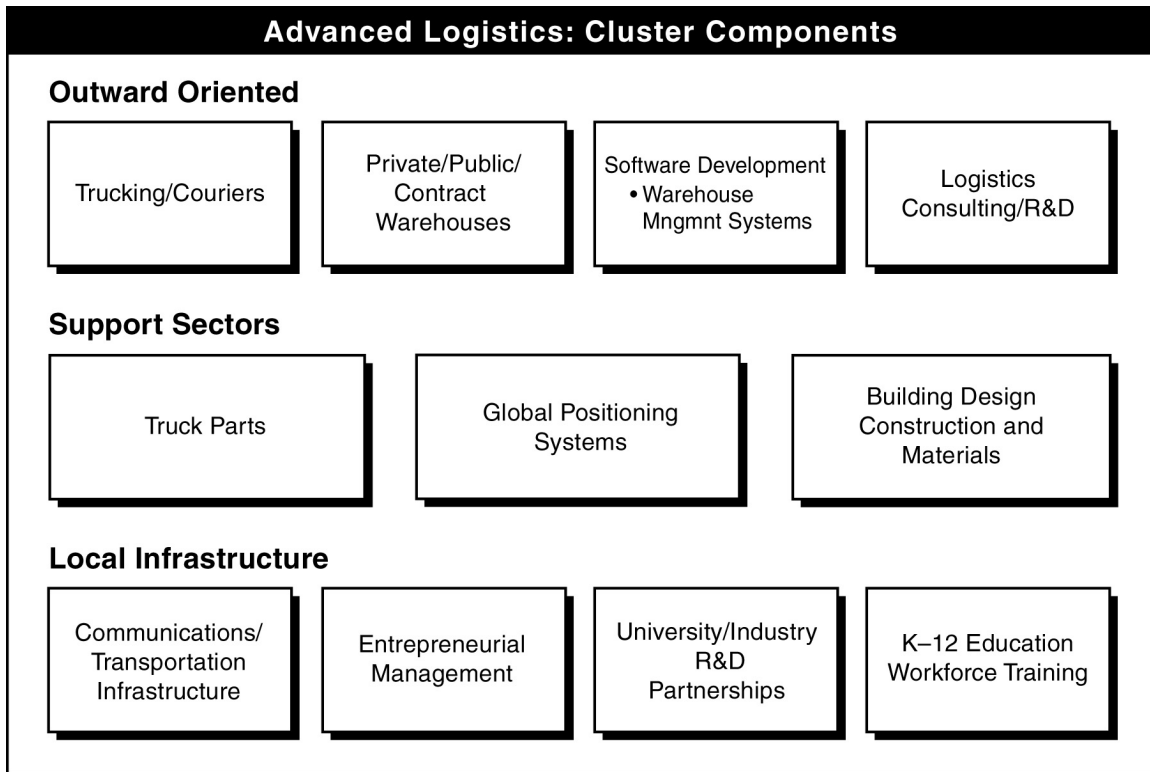 Advanced Logistics: Cluster Components
Outward Oriented
Trucking/Couriers
Private/Public/
Contract
Warehouses
Software Development
• Warehouse
Mngmnt Systems
Logistics
Consulting/R&D
Support Sectors
Truck Parts
Global Positioning
Systems
Building Design
Construction and
Materials
Local Infrastructure
Communications/
Transportation
Infrastructure
Entrepreneurial
Management
University/Industry
R&D
Partnerships
K–12 Education
Workforce Training